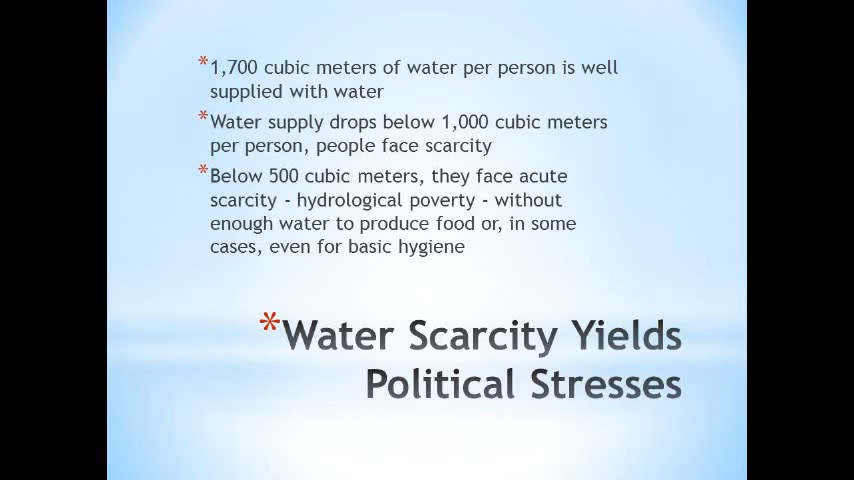 *1,700 cubic meters of water per person is well
supplied with water
*Water supply drops below 1,000 cubic meters
per person, people face scarcity
*Below 500 cubic meters, they face acute
scarcity - hydrological poverty - without
enough water to produce food or, in some
cases, even for basic hygiene
*Water Scarcity Yields
Political Stresses